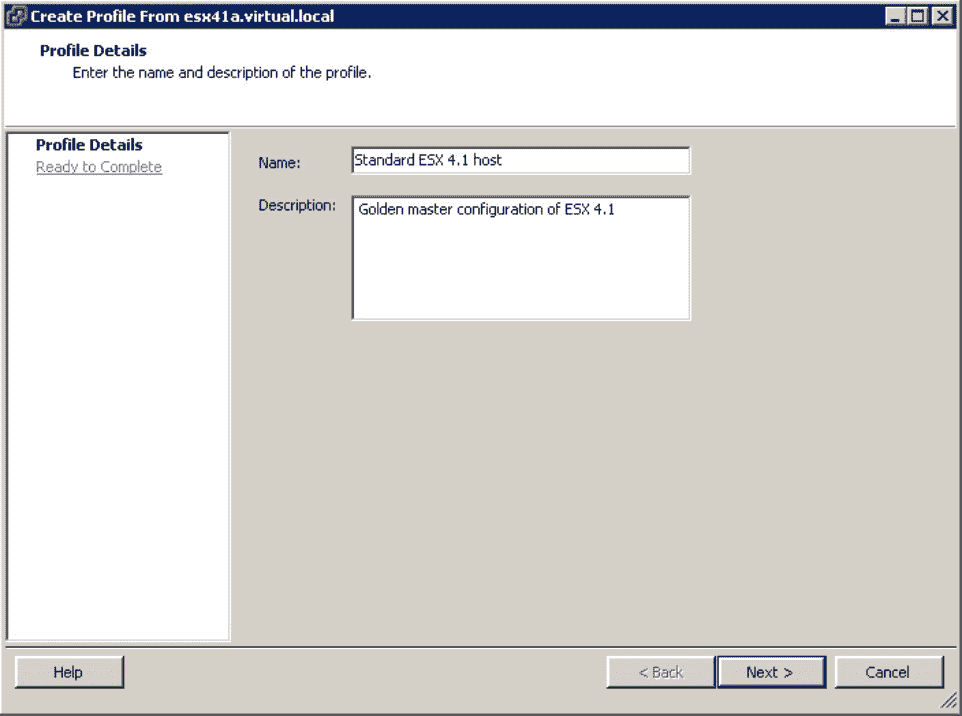 Create Profile From esx41a.virtual.local
Profile Details
Enter the name and description of the profile.
Profile Details
Ready to Complete
Name:
Standard ESX 4.1 host
Description:
Golden master configuration of ESX 4.1
Help
< Back
Next >
Cancel